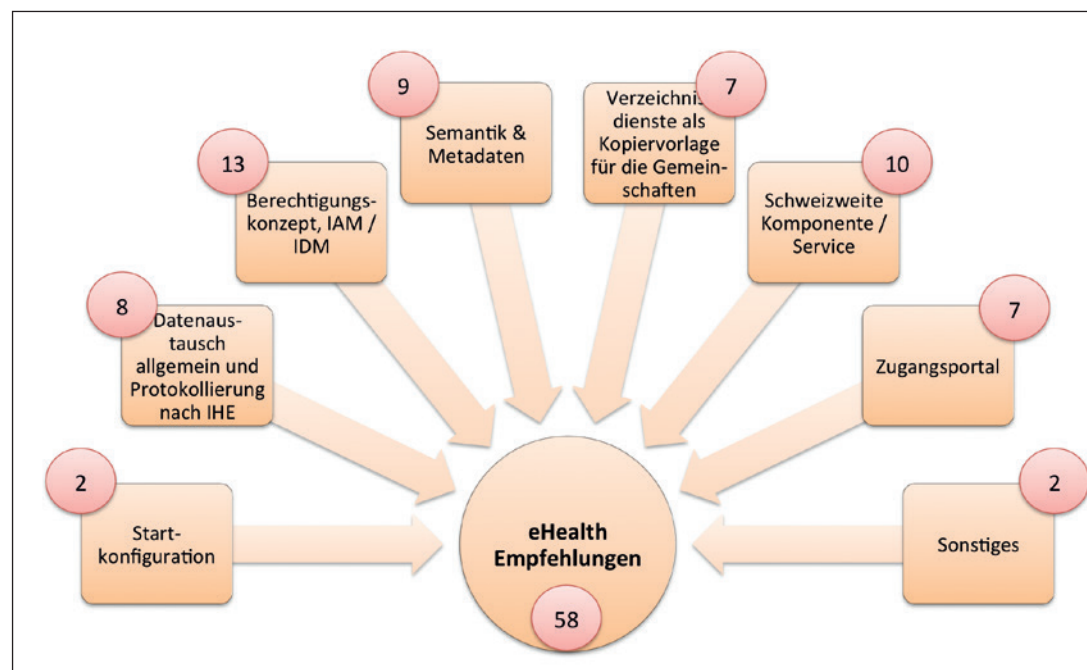 2
Start-
konfiguration
8
Datenaus-
tausch
allgemein und
Protokollierung
nach IHE
13
Berechtigungs-
konzept, IAM /
IDM
9
Semantik &
Metadaten
7
Verzeichnis
dienste als
Kopiervorlage
für die Gemein-
schaften
10
Schweizweite
Komponente /
Service
7
Zugangsportal
2
Sonstiges
eHealth
Empfehlungen
58